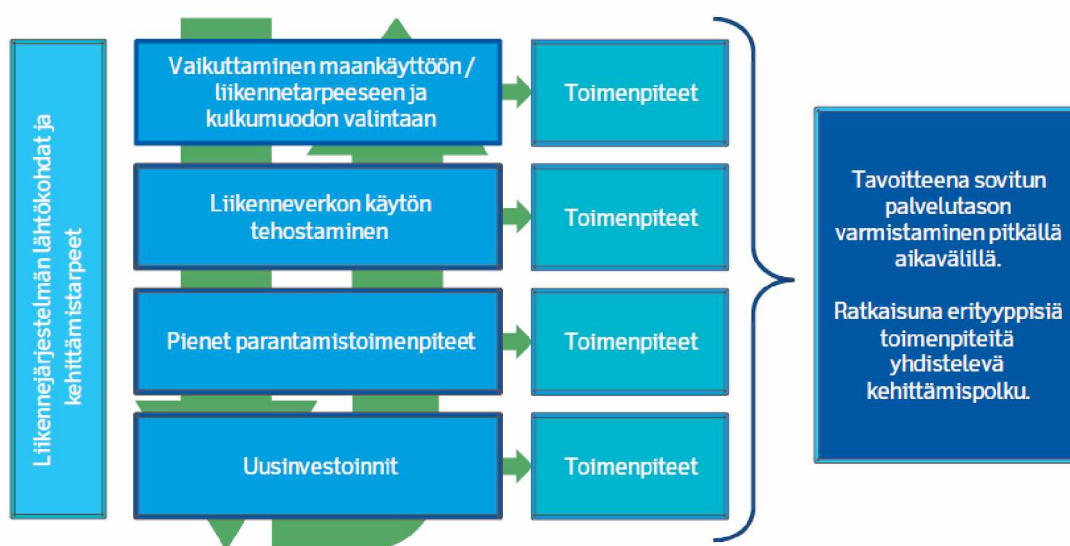 Liikennejärjestelmän lähtökohdat ja
kehittämistarpeet
Vaikuttaminen maankäyttöön /
liikennetarpeeseen ja
kulkumuodon valintaan
Toimenpiteet
Liikenneverkon käytön
tehostaminen
Toimenpiteet
Pienet parantamistoimenpiteet
Toimenpiteet
Uusinvestoinnit
Toimenpiteet
Tavoitteena sovitun
palvelutason
varmistaminen pitkällä
aikavälillä.
Ratkaisuna erityyppisiä
toimenpiteitä
yhdistelevä
kehittämispolku.